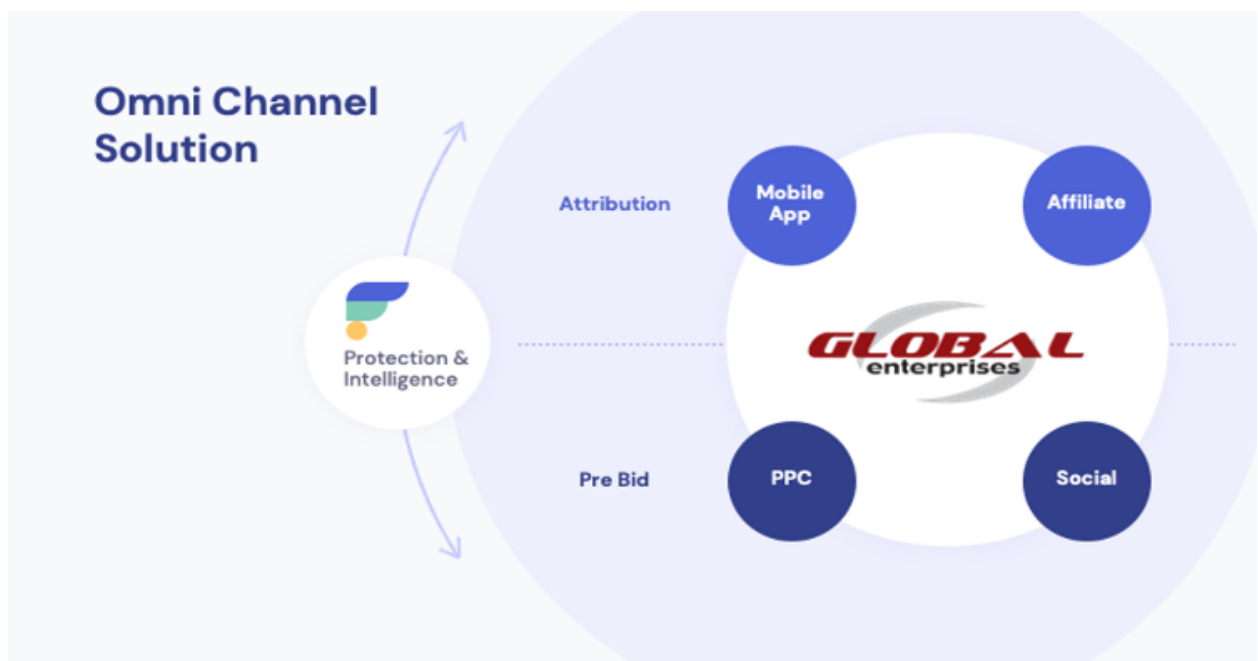 Omni Channel
Solution
Attribution
Mobile
App
Affiliate
Protection &
Intelligence
GLOBAL
enterprises
Pre Bid
PPC
Social